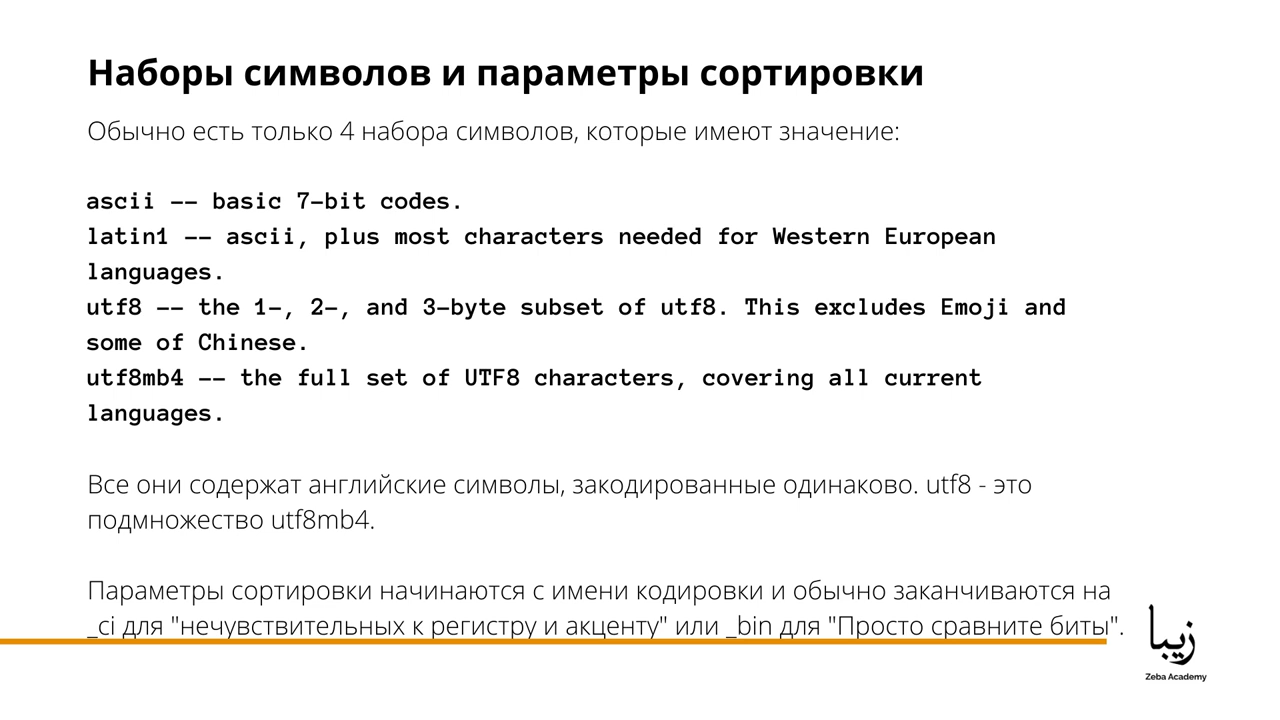 Наборы символов и параметры сортировки
Обычно есть только 4 набора символов, которые имеют значение:
ascii -- basic 7-bit codes.
latin1 -- ascii, plus most characters needed for Western European
languages.
utf8 -- the 1-, 2-, and 3-byte subset of utf8. This excludes Emoji and
some of Chinese.
utf8mb4 -- the full set of UTF8 characters, covering all current
languages.
Все они содержат английские символы, закодированные одинаково. utf8 - это
подмножество utf8mb4.
Параметры сортировки начинаются с имени кодировки и обычно заканчиваются на
_ci для "нечувствительных к регистру и акценту" или _bin для "Просто сравните биты".
زيبا
Zeba Academy